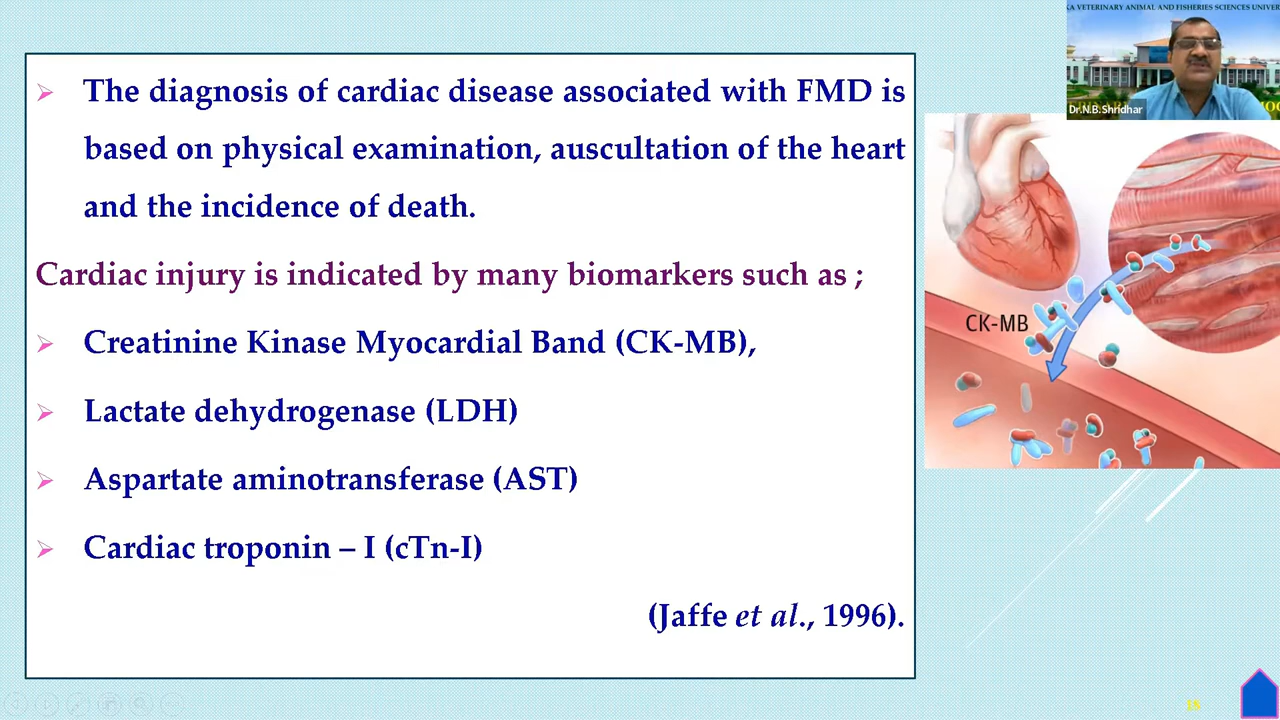 KA VETERINARY ANIMAL AND FISHERIES SCIENCES UNIVER
Dr.N.B.Shridhar
➢ The diagnosis of cardiac disease associated with FMD is
based on physical examination, auscultation of the heart
and the incidence of death.
Cardiac injury is indicated by many biomarkers such as ;
➢ Creatinine Kinase Myocardial Band (CK-MB),
➢ Lactate dehydrogenase (LDH)
➢ Aspartate aminotransferase (AST)
➢ Cardiac troponin – I (cTn-I)
(Jaffe et al., 1996).
CK-MB